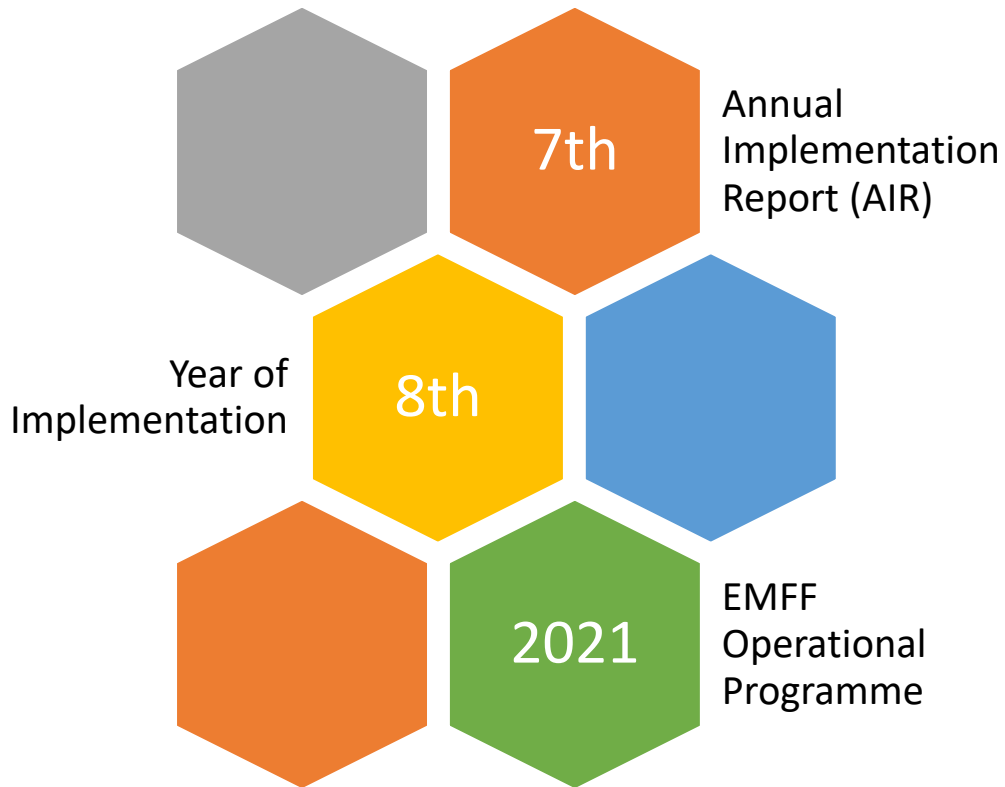 7th
Annual
Implementation
Report (AIR)
Year of
Implementation
8th
2021
EMFF
Operational
Programme